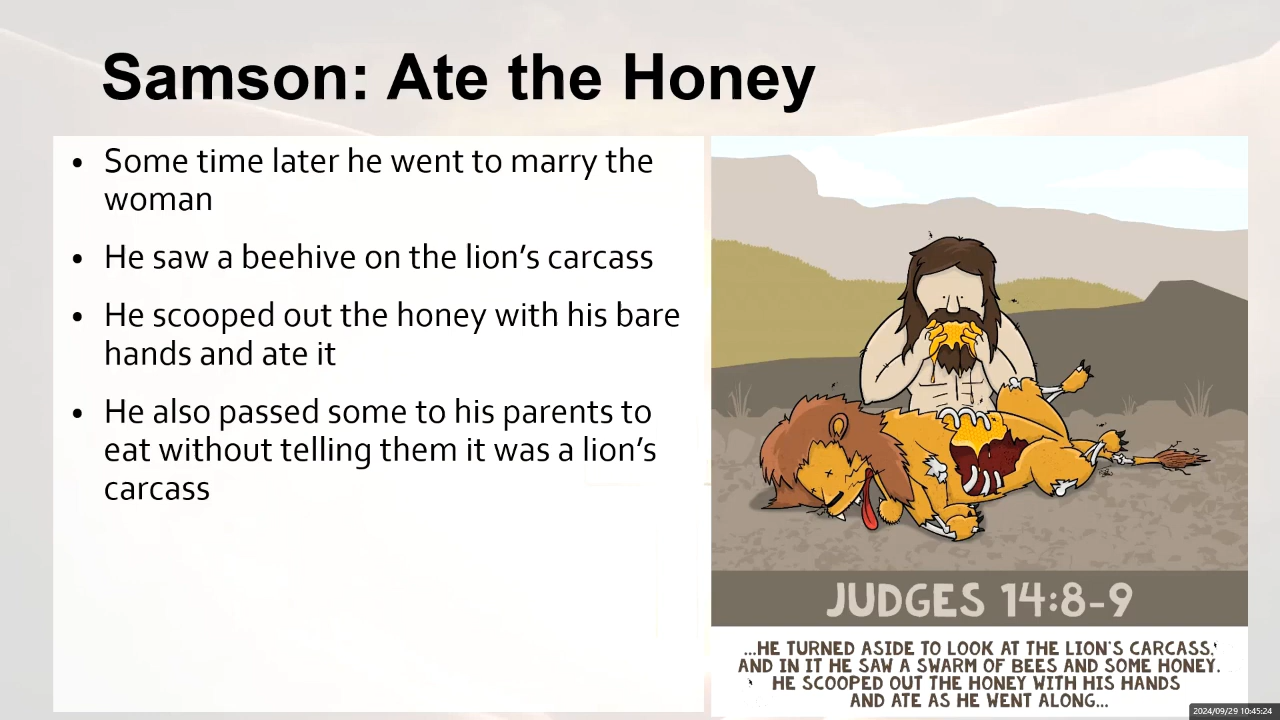 Samson: Ate the Honey
• Some time later he went to marry the
woman
• He saw a beehive on the lion’s carcass
• He scooped out the honey with his bare
hands and ate it
• He also passed some to his parents to
eat without telling them it was a lion’s
carcass
JUDGES 14:8-9
...HE TURNED ASIDE TO LOOK AT THE LION'S CARCASS,
AND IN IT HE SAW A SWARM OF BEES AND SOME HONEY.
HE SCOOPED OUT THE HONEY WITH HIS HANDS
AND ATE AS HE WENT ALONG...
2024/09/29 10:45:24